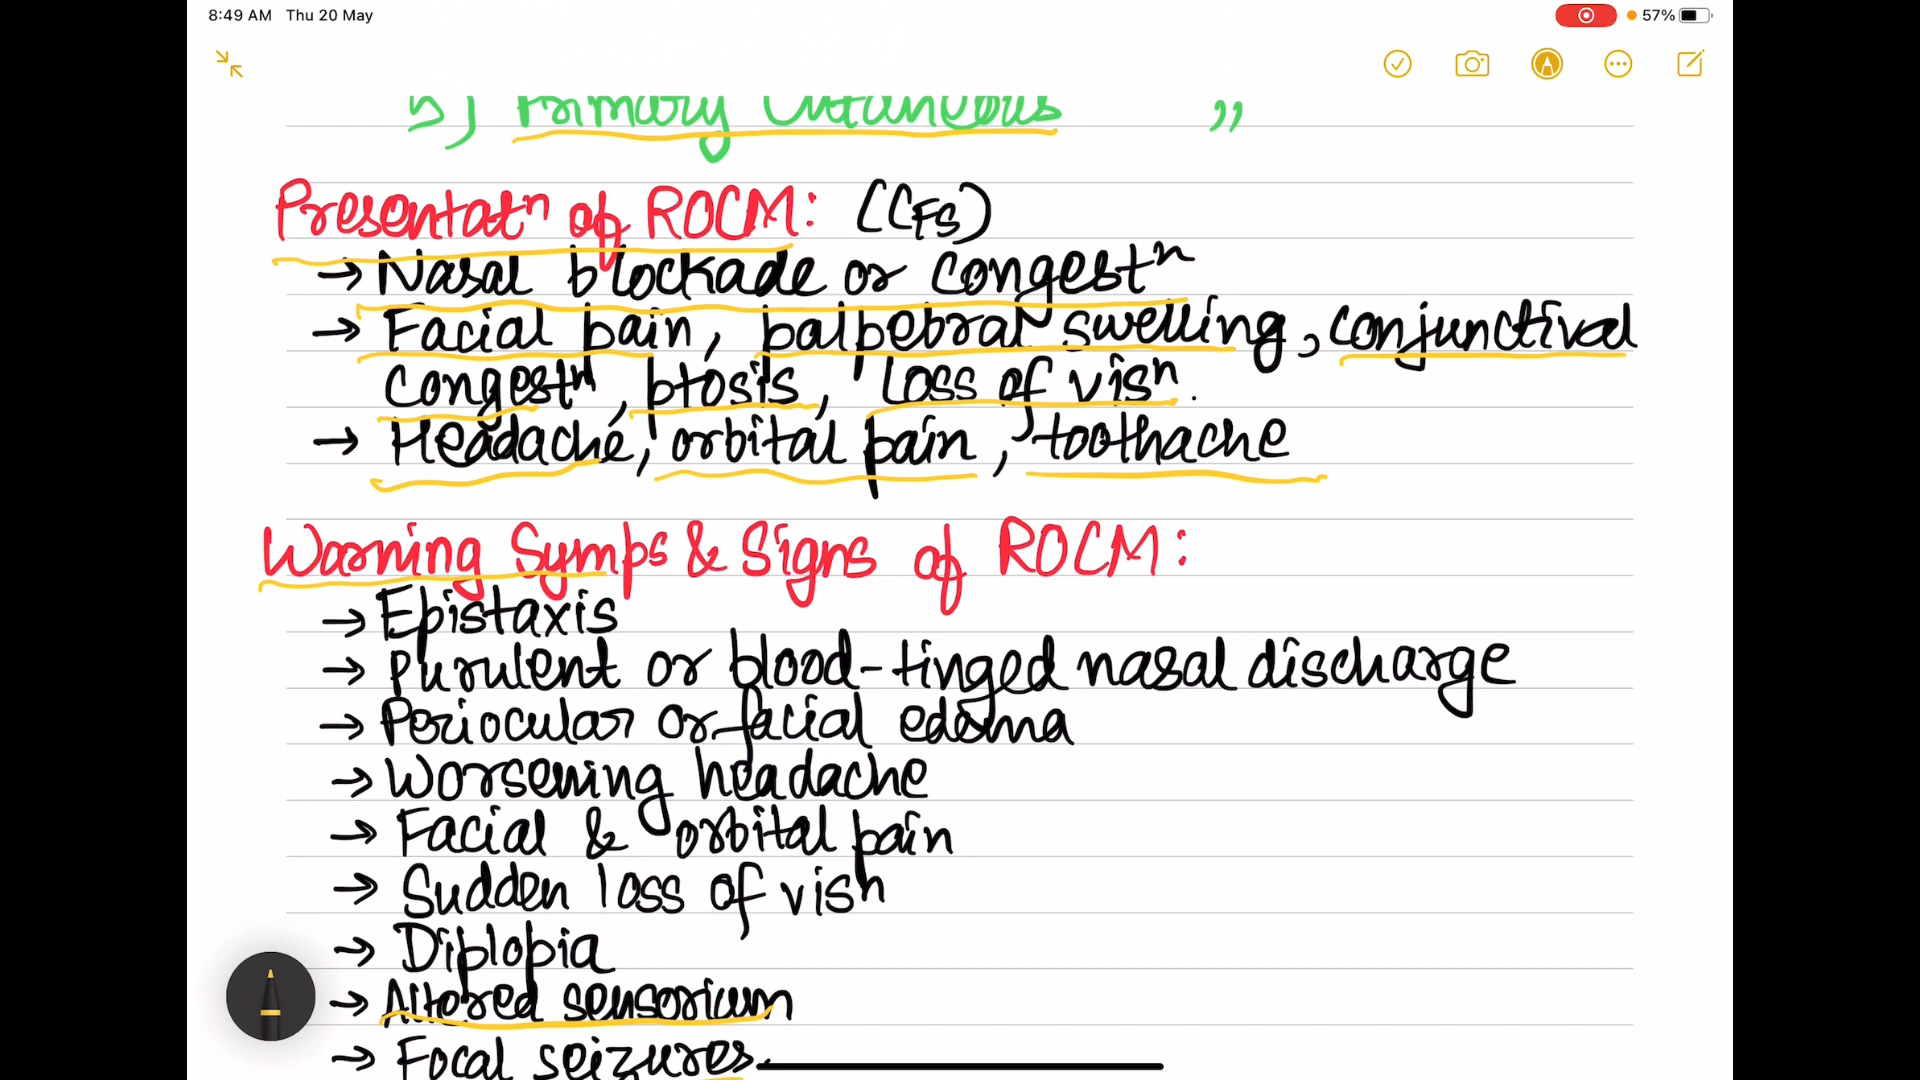 8:49 AM Thu 20 May
57%
5) Primary Cutaneous "
Presentatⁿ of ROCM: (CFs)
→ Nasal blockade or congestⁿ
→ Facial pain, palpebral swelling, conjunctival
congestⁿ, ptosis, loss of visⁿ.
→ Headache, orbital pain, toothache
Warning Symps & Signs of ROCM:
→ Epistaxis
→ Purulent or blood-tinged nasal discharge
→ Periocular or facial edema
→ Worsening headache
→ Facial & orbital pain
→ Sudden loss of visⁿ
→ Diplopia
→ Altered sensorium
→ Focal seizures.